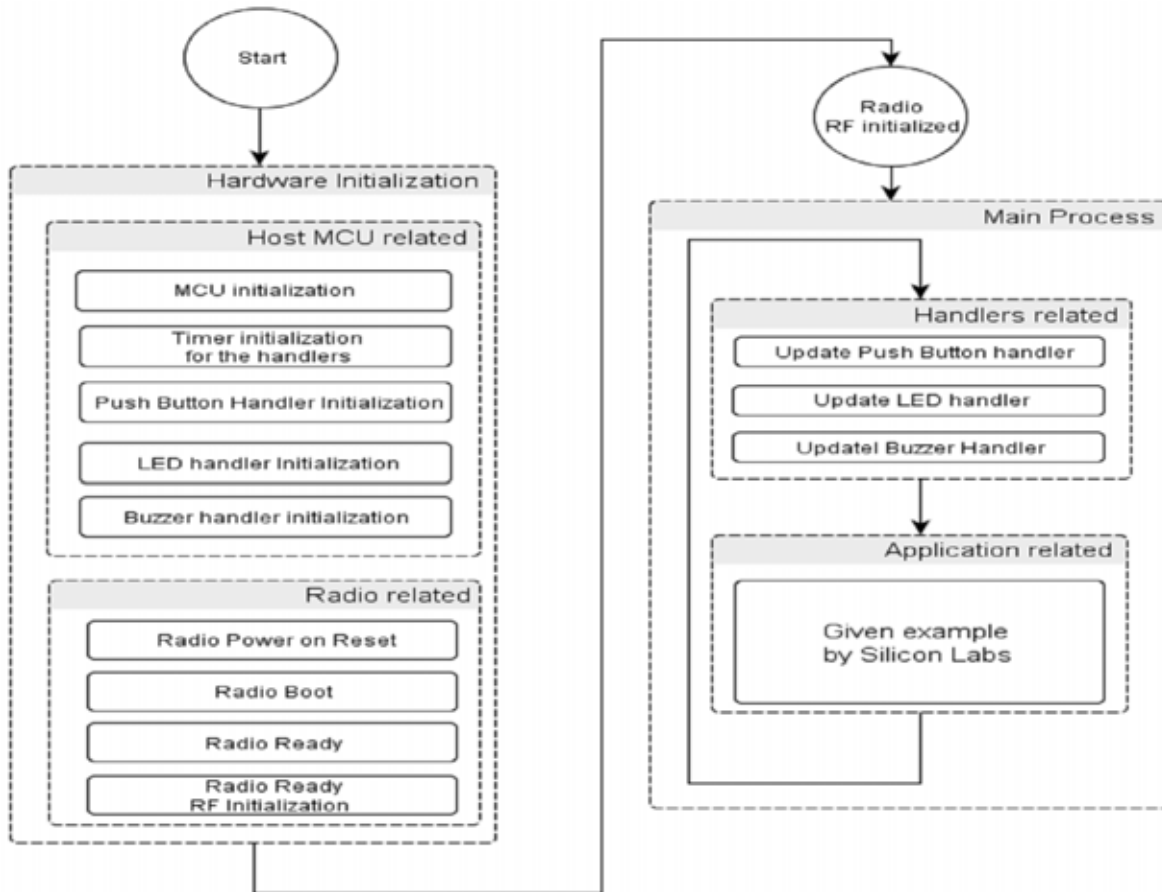 Start
Hardware Initialization
Host MCU related
MCU initialization
Timer initialization
for the handlers
Push Button Handler Initialization
LED handler Initialization
Buzzer handler initialization
Radio related
Radio Power on Reset
Radio Boot
Radio Ready
Radio Ready
RF Initialization
Radio
RF initialized
Main Process
Handlers related
Update Push Button handler
Update LED handler
Updatel Buzzer Handler
Application related
Given example
by Silicon Labs